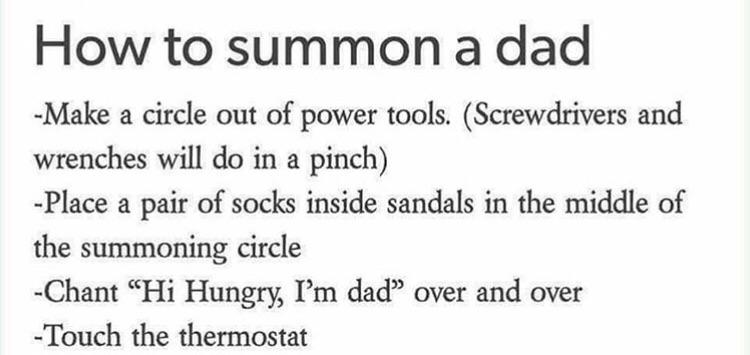 How to summon a dad
-Make a circle out of power tools. (Screwdrivers and
wrenches will do in a pinch)
-Place a pair of socks inside sandals in the middle of
the summoning circle
-Chant “Hi Hungry, I’m dad” over and over
-Touch the thermostat